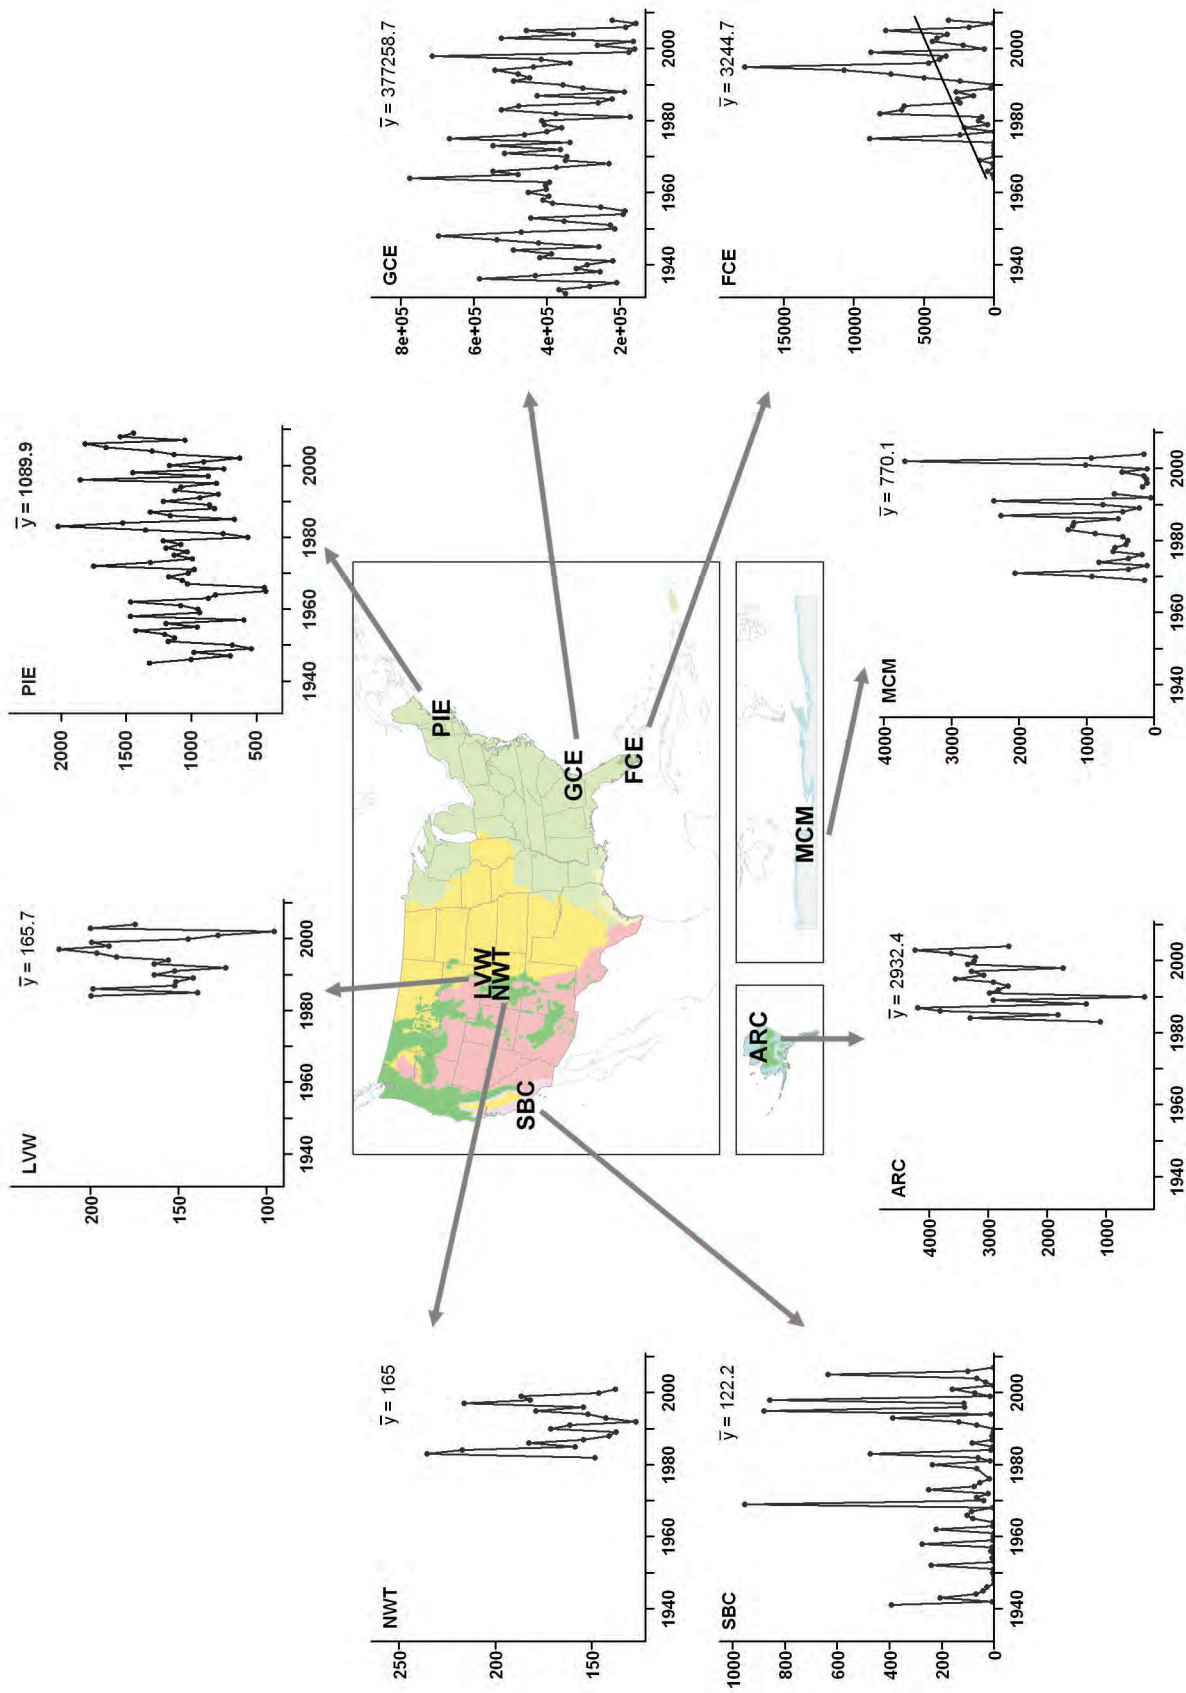 NWT
y̅ = 165
250
200
150
1940
1960
1980
2000
LVW
y̅ = 165.7
200
150
100
1940
1960
1980
2000
PIE
y̅ = 1089.9
2000
1500
1000
500
1940
1960
1980
2000
GCE
y̅ = 377258.7
8e+05
6e+05
4e+05
2e+05
1940
1960
1980
2000
SBC
LVW
NWT
PIE
GCE
FCE
ARC
MCM
SBC
y̅ = 122.2
1000
800
600
400
200
0
1940
1960
1980
2000
ARC
y̅ = 2932.4
4000
3000
2000
1000
1940
1960
1980
2000
MCM
y̅ = 770.1
4000
3000
2000
1000
0
1940
1960
1980
2000
FCE
y̅ = 3244.7
15000
10000
5000
0
1940
1960
1980
2000